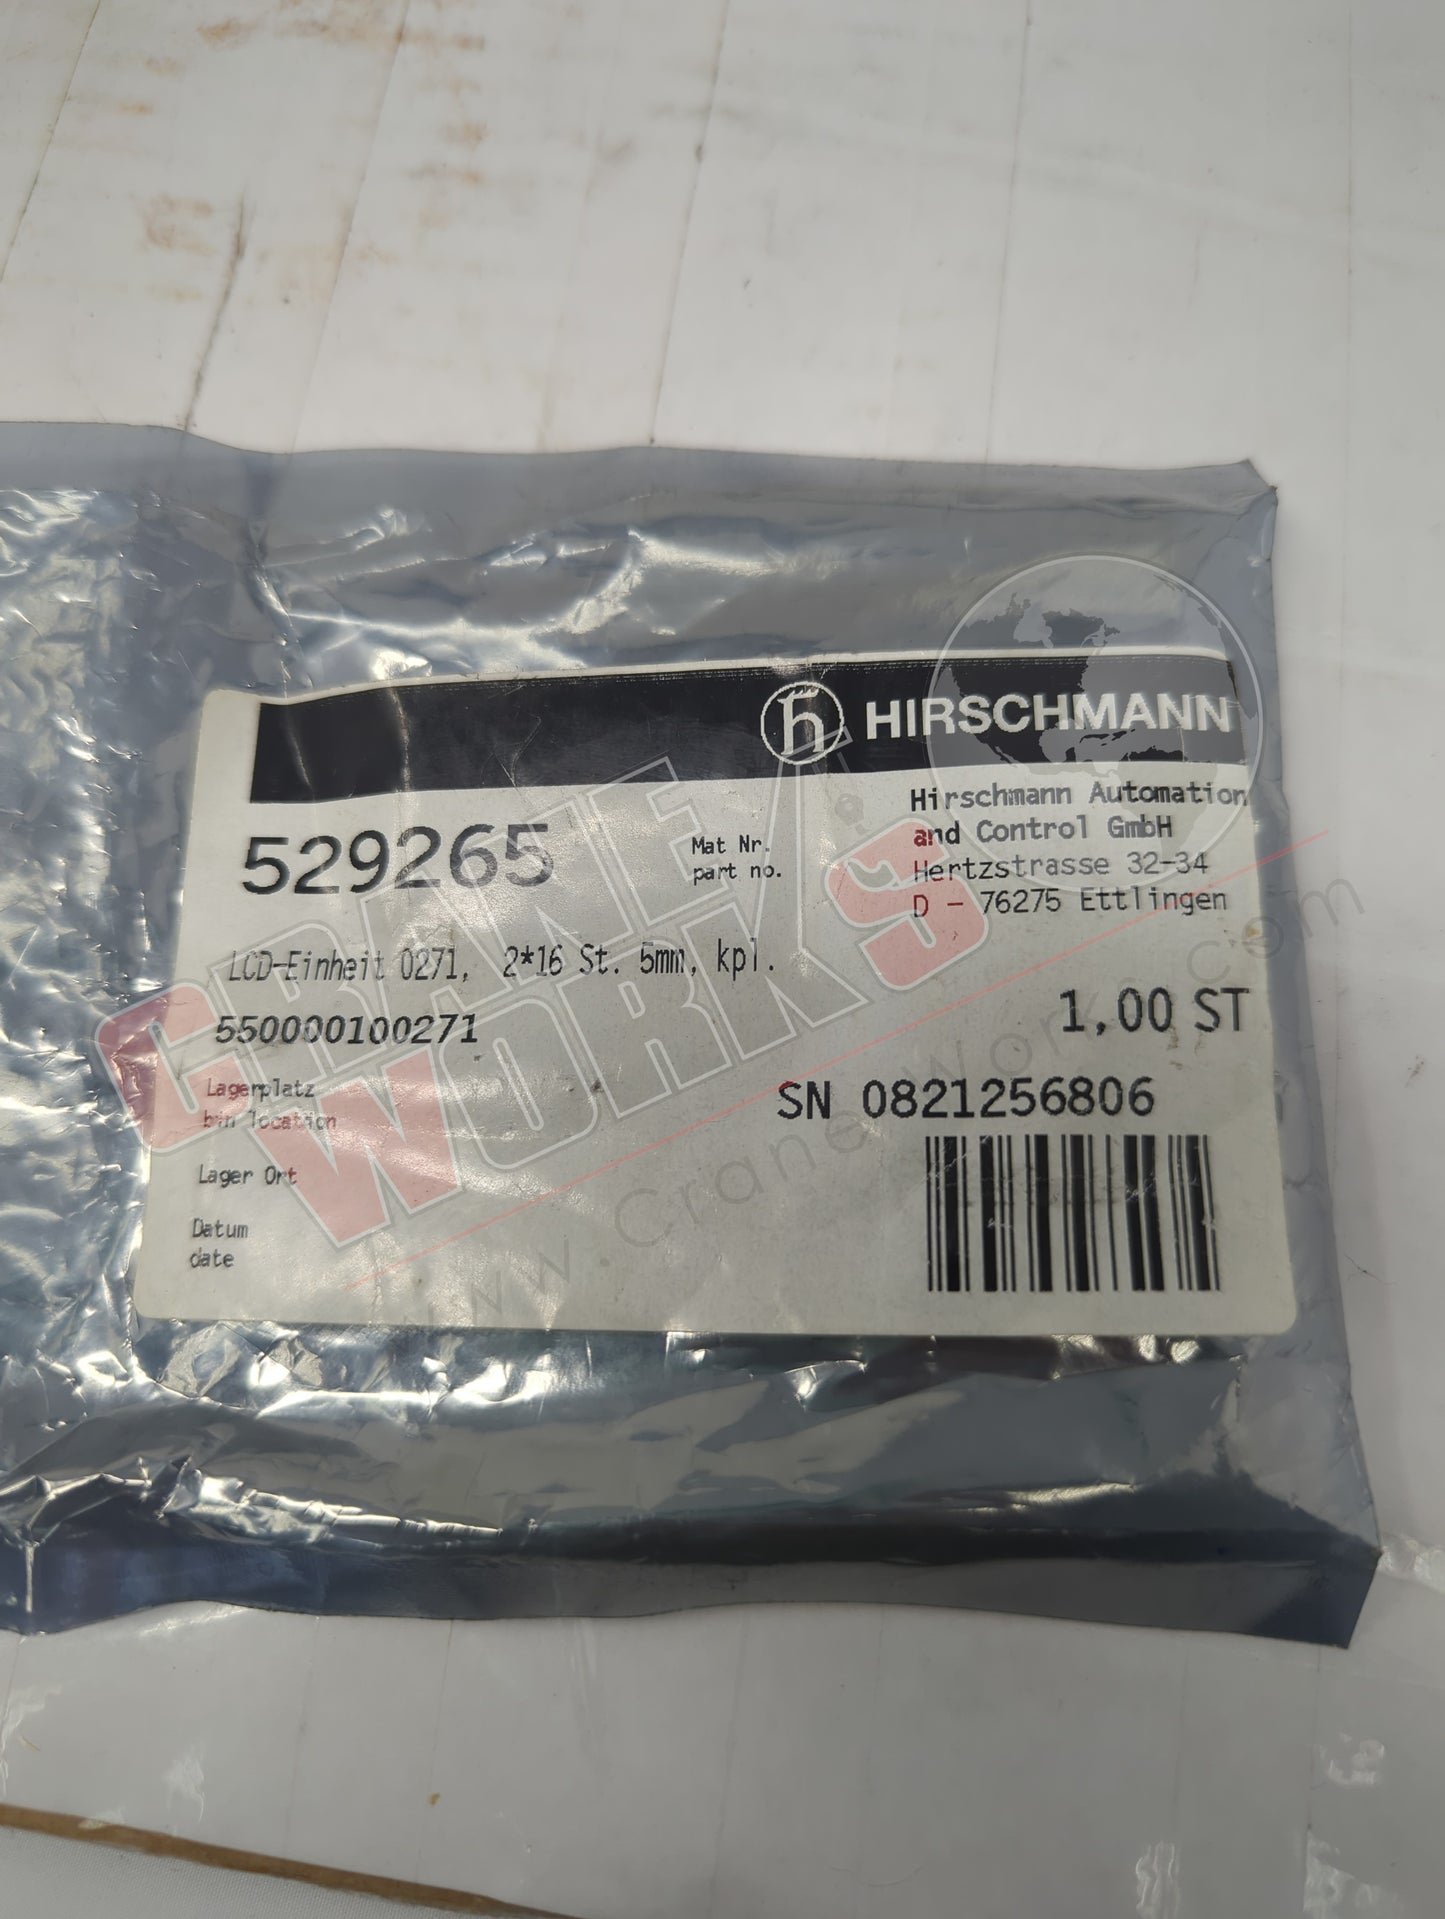 HIRSCHMANN
Hirschmann Automation
and Control GmbH
Hertzstrasse 32-34
D - 76275 Ettlingen
529265
Mat Nr.
part no.
LCD-Einheit 0271, 2*16 St. 5mm, kpl.
550000100271
1,00 ST
Lagerplatz
bin location
SN 0821256806
Lager Ort
Datum
date
CRANE
WORKS
www.CraneWorks.com